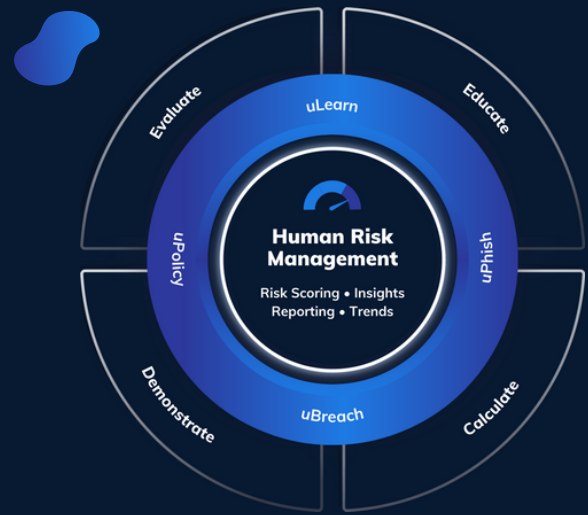 Evaluate
Educate
uLearn
uPolicy
uPhish
Human Risk
Management
Risk Scoring • Insights
Reporting • Trends
uBreach
Demonstrate
Calculate